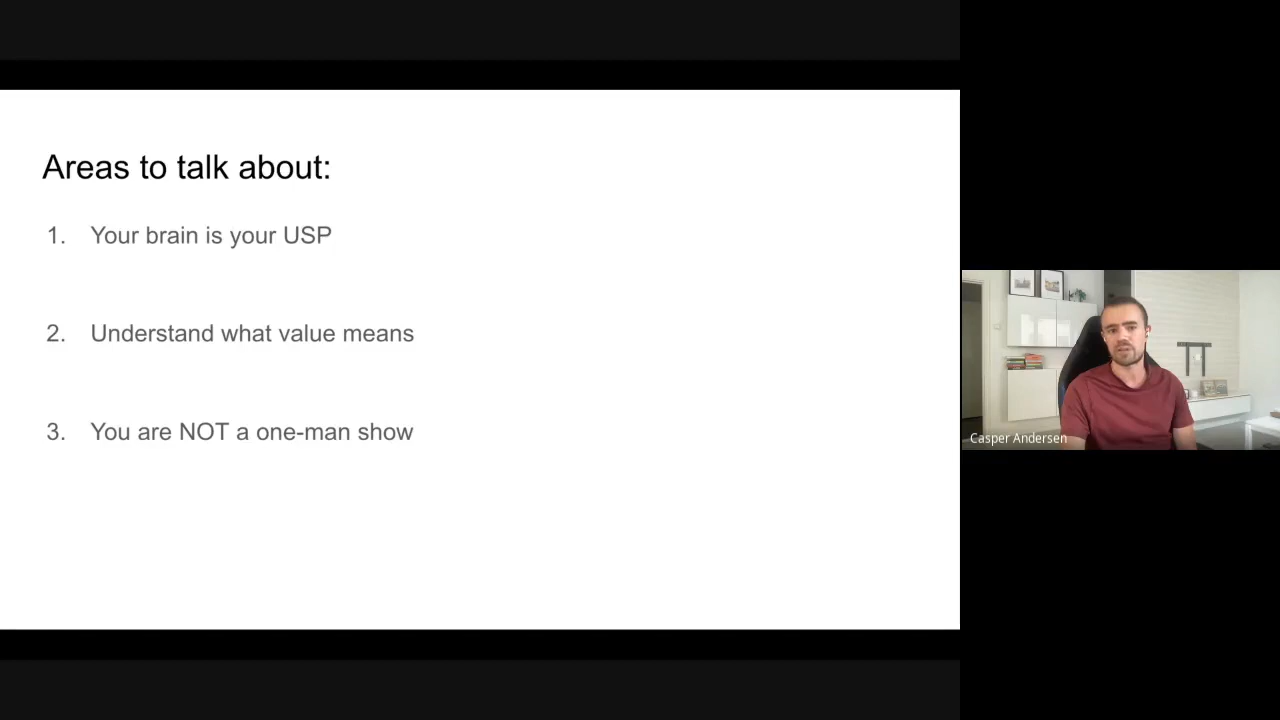 Areas to talk about:
1. Your brain is your USP
2. Understand what value means
3. You are NOT a one-man show
Casper Andersen